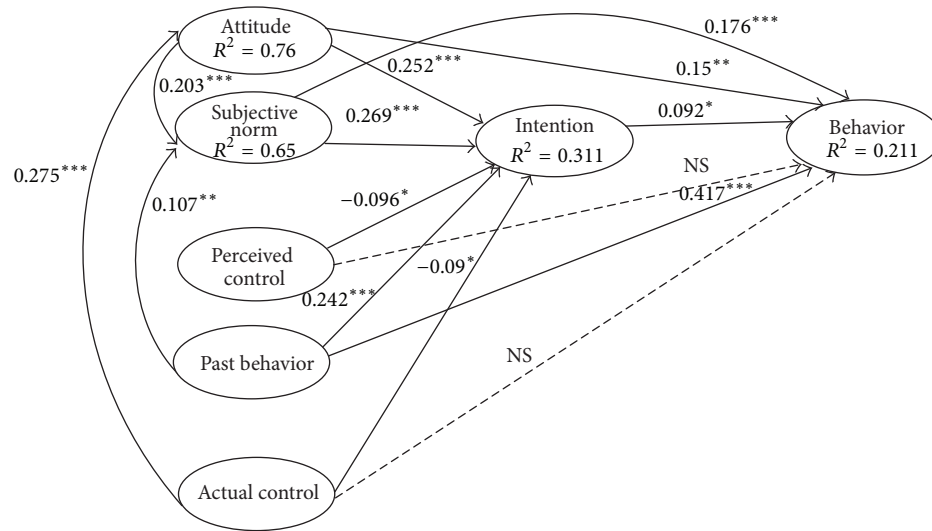 Attitude
R² = 0.76
0.176***
0.252***
0.15**
0.203***
Subjective
norm
R² = 0.65
0.269***
Intention
R² = 0.311
0.092*
Behavior
R² = 0.211
0.275***
NS
0.107**
−0.096*
0.417***
Perceived
control
−0.09*
0.242***
Past behavior
NS
Actual control